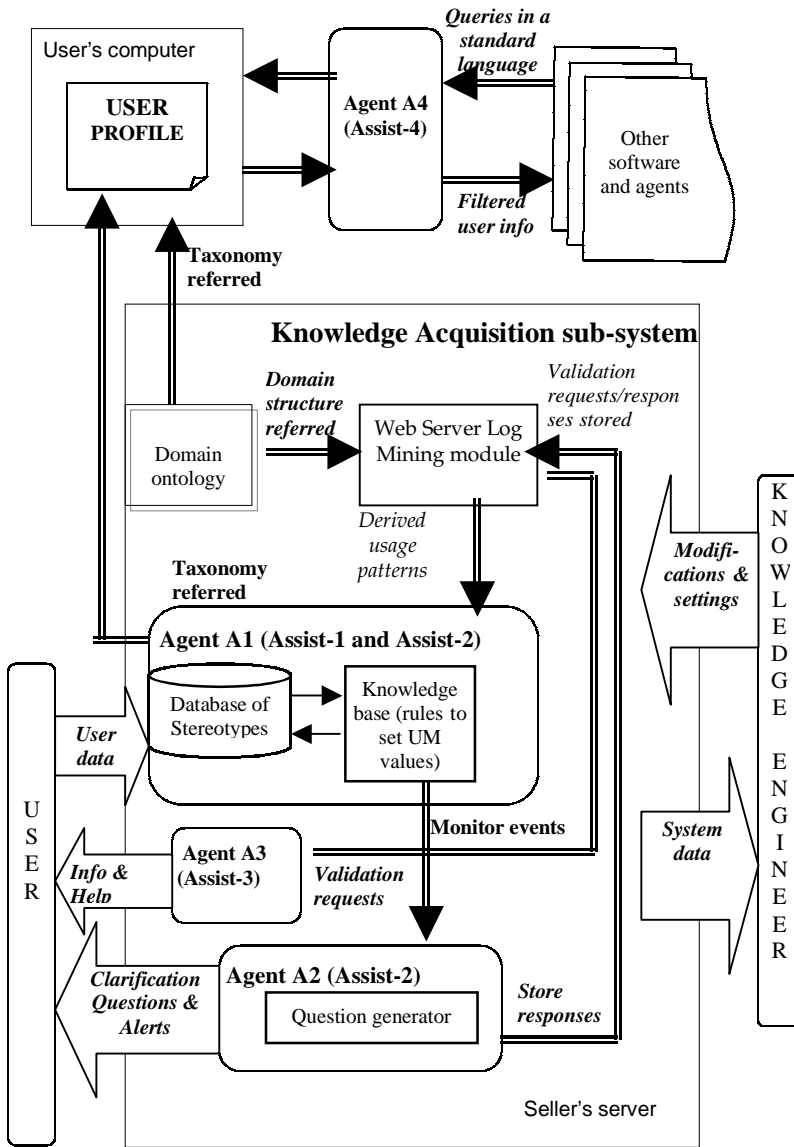 Queries in a
standard
language
User's computer
USER
PROFILE
Agent A4
(Assist-4)
Other
software
and agents
Filtered
user info
Taxonomy
referred
Knowledge Acquisition sub-system
Domain
structure
referred
Validation
requests/respon
ses stored
Domain
ontology
Web Server Log
Mining module
Derived
usage
patterns
Modifi-
cations &
settings
KNOWLEDGE ENGINEER
Taxonomy
referred
Agent A1 (Assist-1 and Assist-2)
Database of
Stereotypes
Knowledge
base (rules to
set UM
values)
User
data
USER
Monitor events
System
data
Agent A3
(Assist-3)
Info &
Help
Validation
requests
Agent A2 (Assist-2)
Clarification
Questions &
Alerts
Question generator
Store
responses
Seller's server